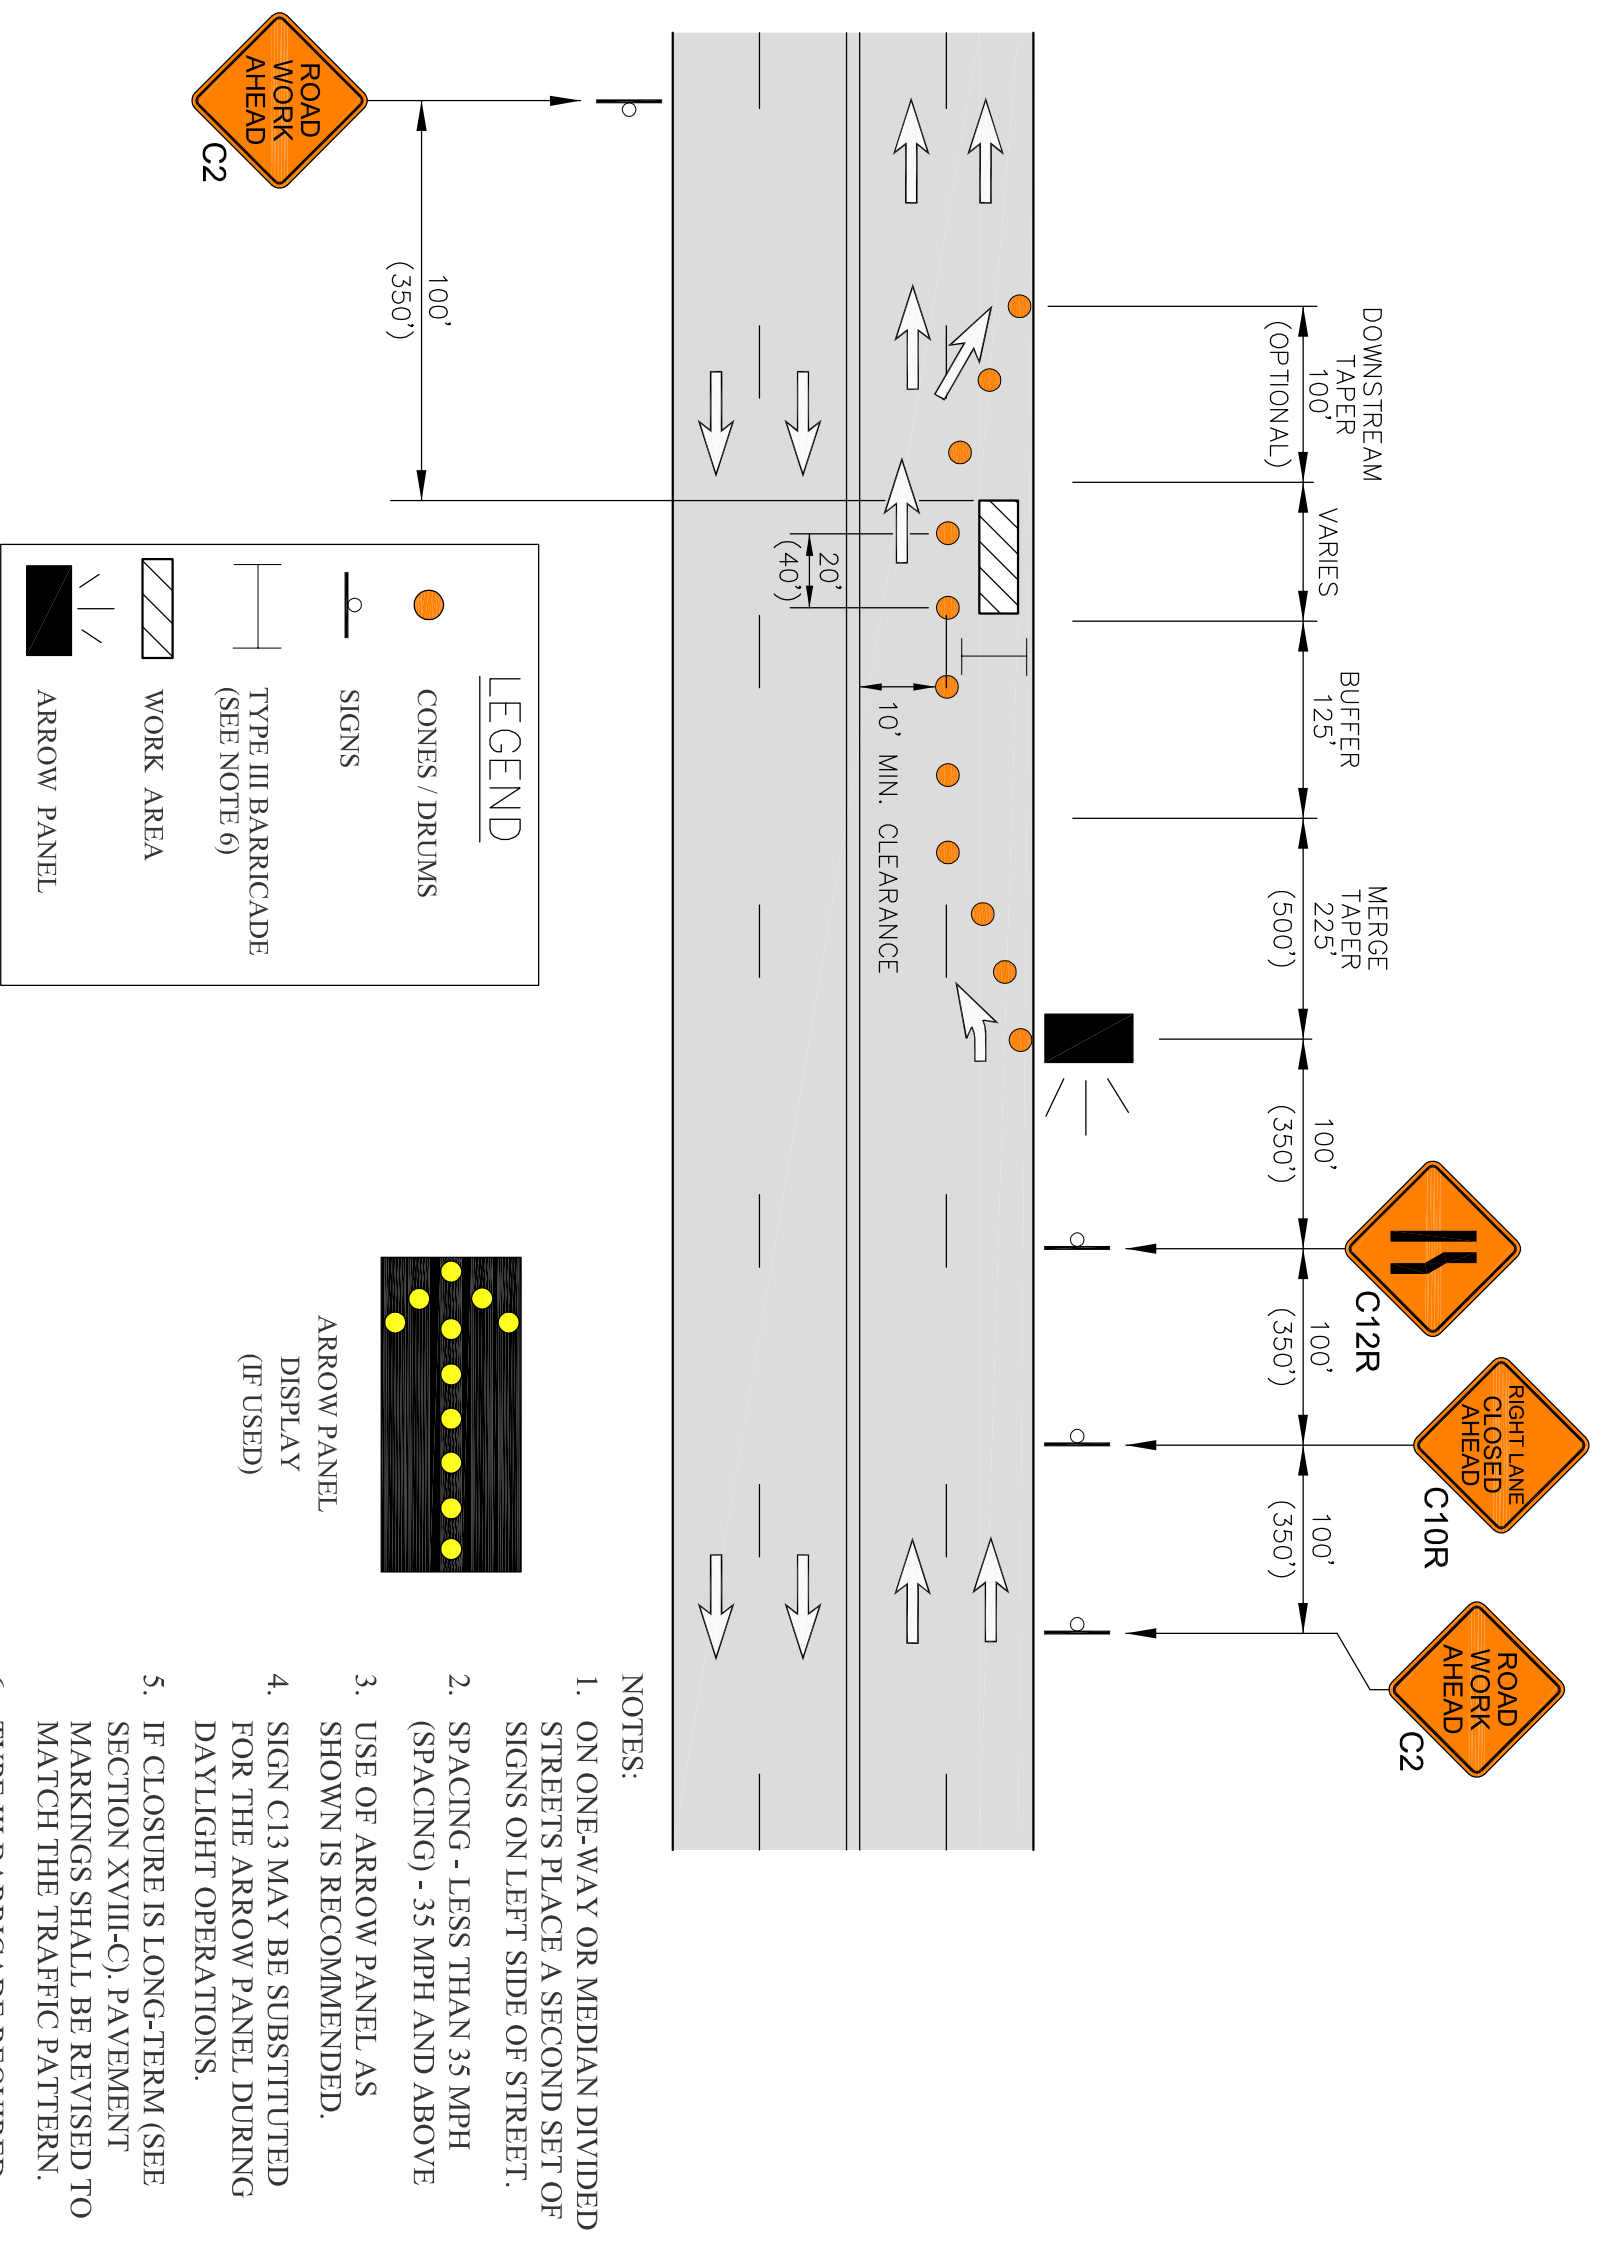 ROAD
WORK
AHEAD
C2
100'
(350')
DOWNSTREAM
TAPER
100'
(OPTIONAL)
VARIES
BUFFER
125'
MERGE
TAPER
225'
(500')
100'
(350')
C12R
100'
(350')
RIGHT LANE
CLOSED
AHEAD
C10R
100'
(350')
ROAD
WORK
AHEAD
C2
20'
(40')
10' MIN. CLEARANCE
LEGEND
CONES / DRUMS
SIGNS
TYPE III BARRICADE
(SEE NOTE 6)
WORK AREA
ARROW PANEL
ARROW PANEL
DISPLAY
(IF USED)
NOTES:
1. ON ONE-WAY OR MEDIAN DIVIDED
STREETS PLACE A SECOND SET OF
SIGNS ON LEFT SIDE OF STREET.
2. SPACING - LESS THAN 35 MPH
(SPACING) - 35 MPH AND ABOVE
3. USE OF ARROW PANEL AS
SHOWN IS RECOMMENDED.
4. SIGN C13 MAY BE SUBSTITUTED
FOR THE ARROW PANEL DURING
DAYLIGHT OPERATIONS.
5. IF CLOSURE IS LONG-TERM (SEE
SECTION XVIII-C). PAVEMENT
MARKINGS SHALL BE REVISED TO
MATCH THE TRAFFIC PATTERN.
6. TYPE III BARRICADE REQUIRED